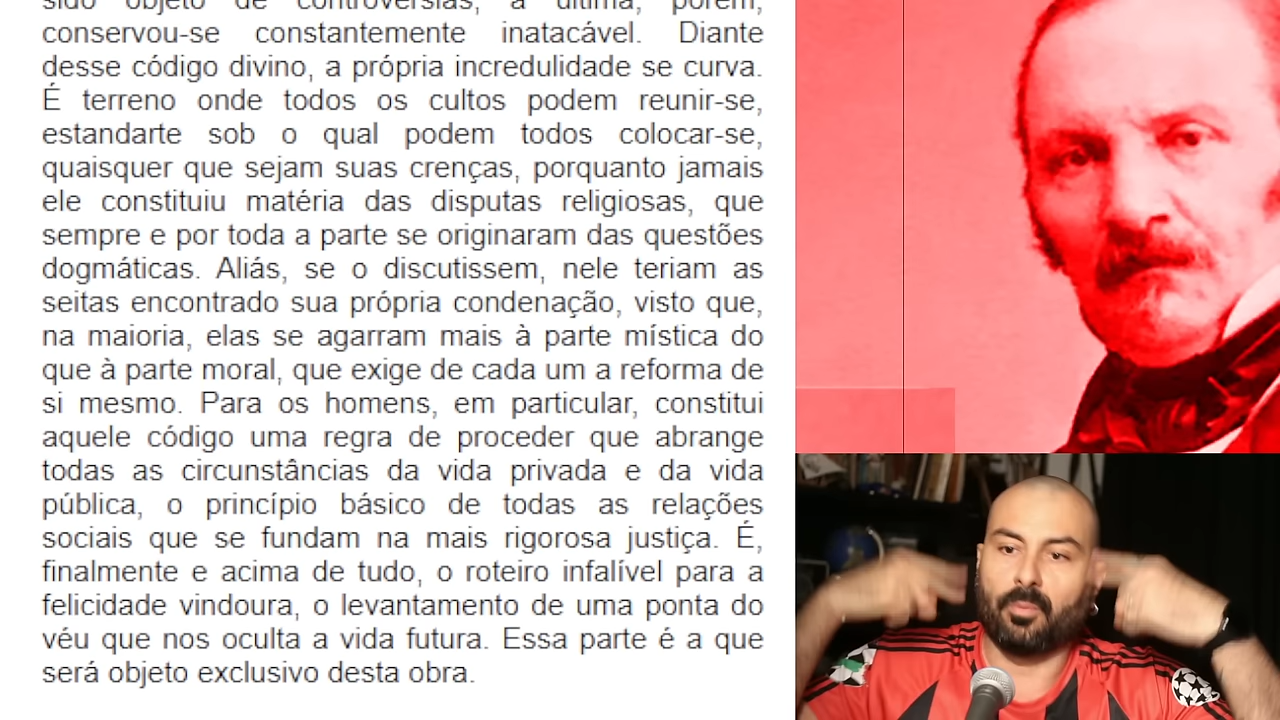 sido objeto de controvérsias; a última, porém,
conservou-se constantemente inatacável. Diante
desse código divino, a própria incredulidade se curva.
É terreno onde todos os cultos podem reunir-se,
estandarte sob o qual podem todos colocar-se,
quaisquer que sejam suas crenças, porquanto jamais
ele constituiu matéria das disputas religiosas, que
sempre e por toda a parte se originaram das questões
dogmáticas. Aliás, se o discutissem, nele teriam as
seitas encontrado sua própria condenação, visto que,
na maioria, elas se agarram mais à parte mística do
que à parte moral, que exige de cada um a reforma de
si mesmo. Para os homens, em particular, constitui
aquele código uma regra de proceder que abrange
todas as circunstâncias da vida privada e da vida
pública, o princípio básico de todas as relações
sociais que se fundam na mais rigorosa justiça. É,
finalmente e acima de tudo, o roteiro infalível para a
felicidade vindoura, o levantamento de uma ponta do
véu que nos oculta a vida futura. Essa parte é a que
será objeto exclusivo desta obra.